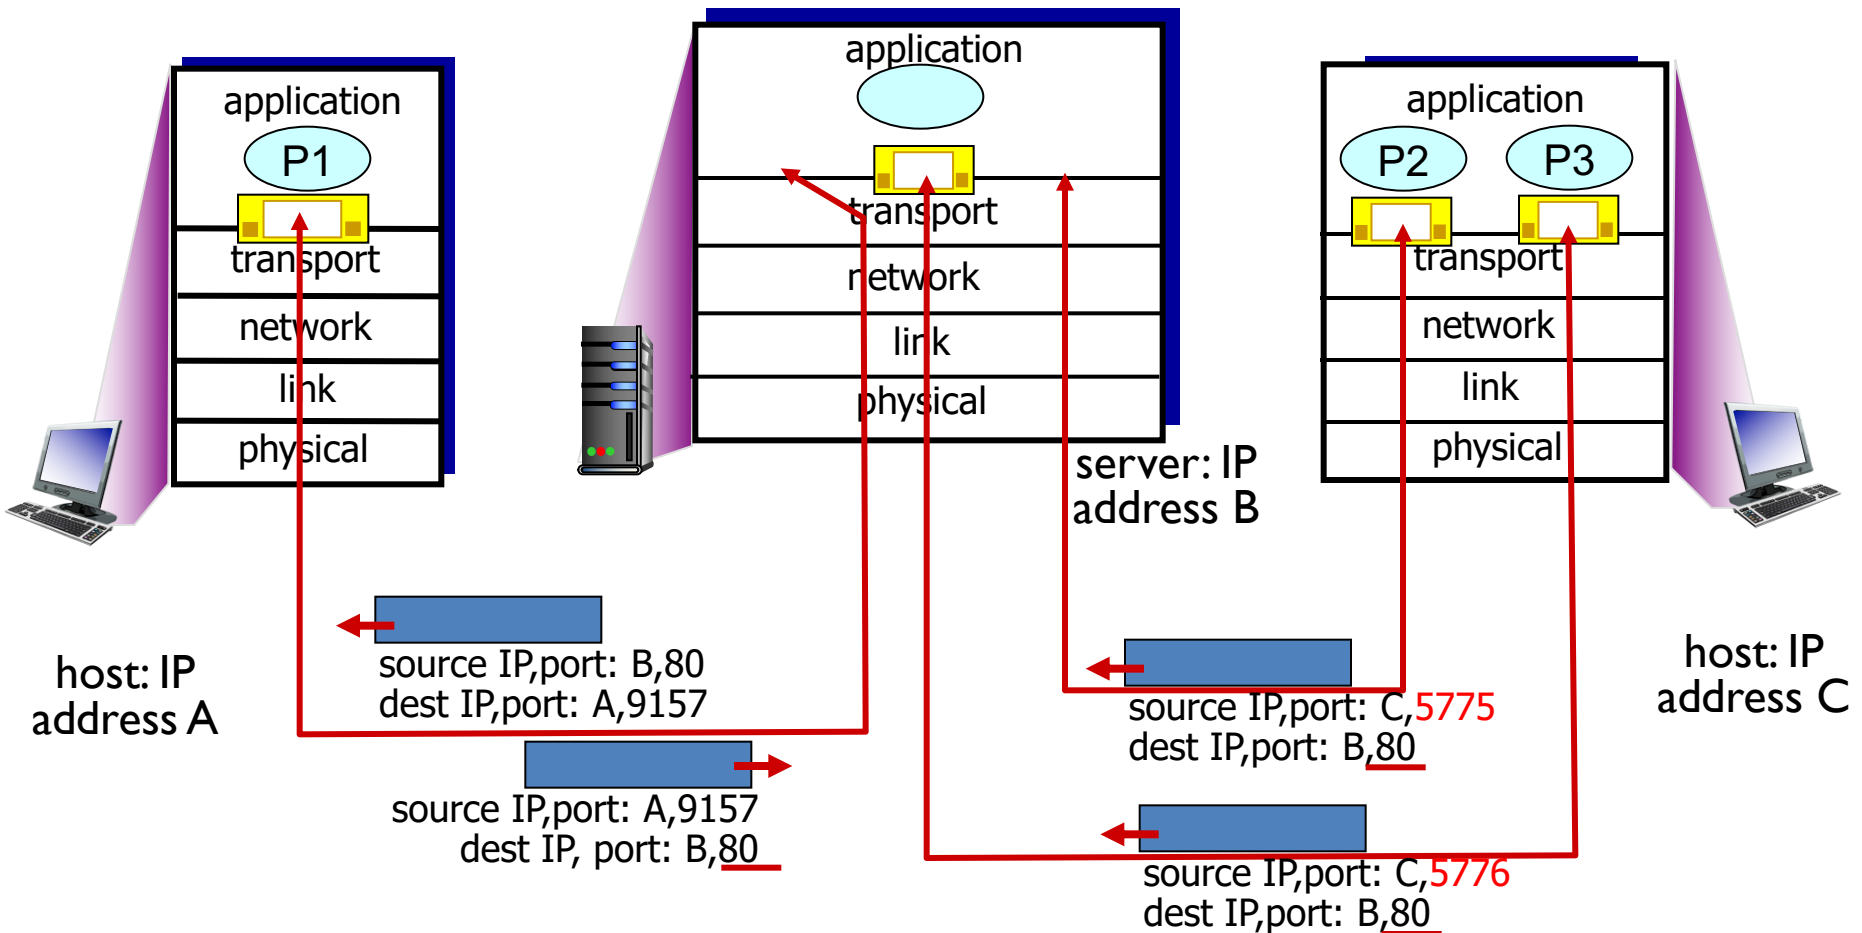 application
P1
transport
network
link
physical
host: IP
address A
application
transport
network
link
physical
server: IP
address B
application
P2
P3
transport
network
link
physical
host: IP
address C
source IP,port: B,80
dest IP,port: A,9157
source IP,port: A,9157
dest IP, port: B,80
source IP,port: C,5775
dest IP,port: B,80
source IP,port: C,5776
dest IP,port: B,80